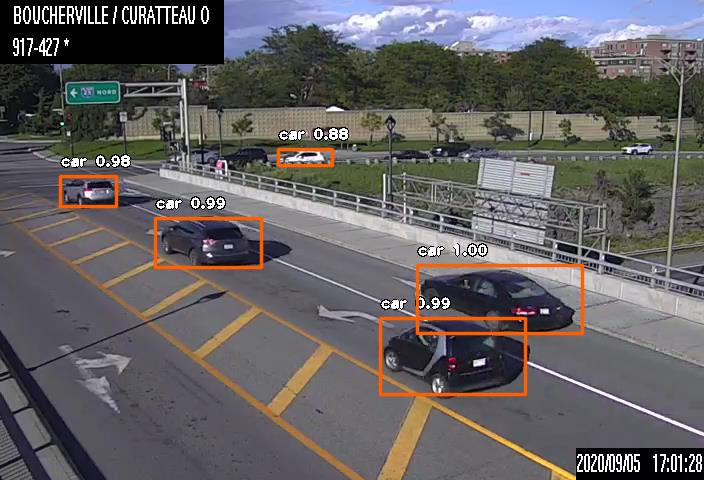 BOUCHERVILLE / CURATTEAU O
917-427 *
NORD
car 0.88
car 0.98
car 0.99
car 1.00
car 0.99
2020/09/05 17:01:28